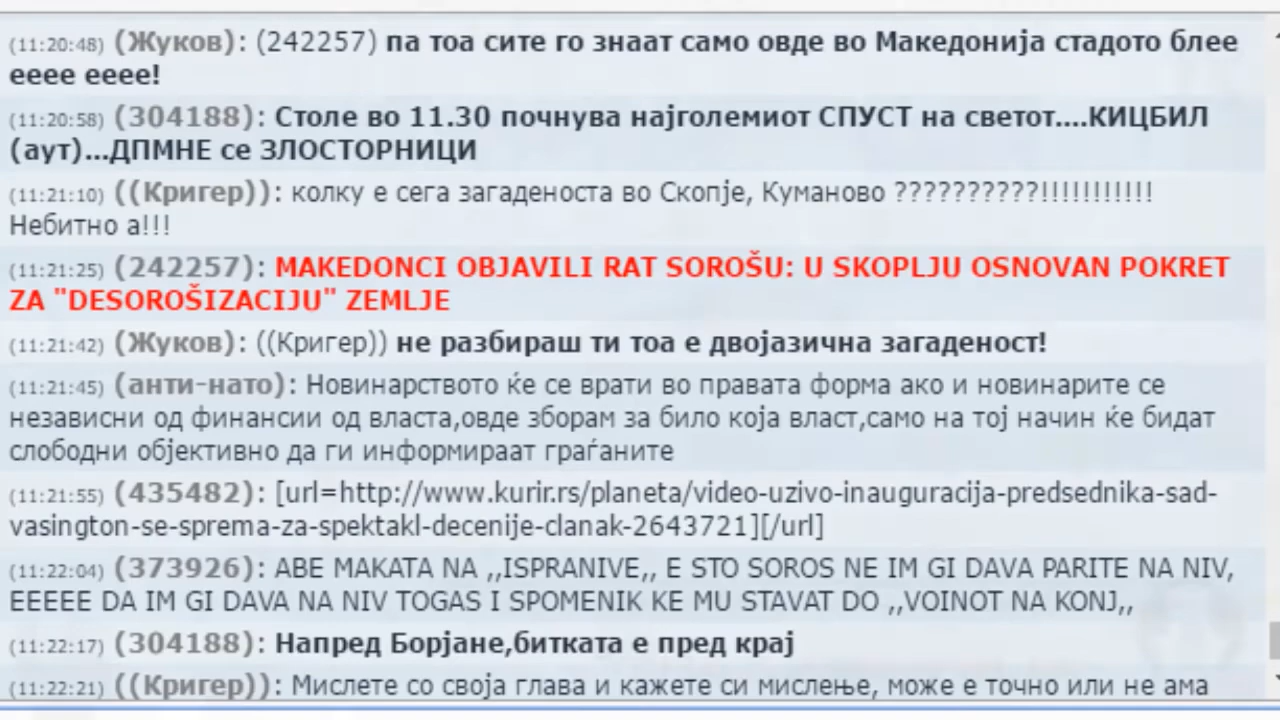 (11:20:48) (Жуков): (242257) па тоа сите го знаат само овде во Македонија стадото блее
ееее ееее!
(11:20:58) (304188): Столе во 11.30 почнува најголемиот СПУСТ на светот....КИЦБИЛ
(аут)...ДПМНЕ се ЗЛОСТОРНИЦИ
(11:21:10) ((Кригер)): колку е сега загаденоста во Скопје, Куманово ??????????!!!!!!!!!!!
Небитно а!!!
(11:21:25) (242257): MAKEDONCI OBJAVILI RAT SOROŠU: U SKOPLJU OSNOVAN POKRET
ZA "DESOROŠIZACIJU" ZEMLJE
(11:21:42) (Жуков): ((Кригер)) не разбираш ти тоа е двојазична загаденост!
(11:21:45) (анти-нато): Новинарството ќе се врати во правата форма ако и новинарите се
независни од финансии од власта,овде зборам за било која власт,само на тој начин ќе бидат
слободни објективно да ги информираат граѓаните
(11:21:55) (435482): [url=http://www.kurir.rs/planeta/video-uzivo-inauguracija-predsednika-sad-
vasington-se-sprema-za-spektakl-decenije-clanak-2643721][/url]
(11:22:04) (373926): ABE MAKATA NA ,,ISPRANIVE,, E STO SOROS NE IM GI DAVA PARITE NA NIV,
EEEEE DA IM GI DAVA NA NIV TOGAS I SPOMENIK KE MU STAVAT DO ,,VOINOT NA KONJ,,
(11:22:17) (304188): Напред Борјане,битката е пред крај
(11:22:21) ((Кригер)): Мислете со своја глава и кажете си мислење, може е точно или не ама